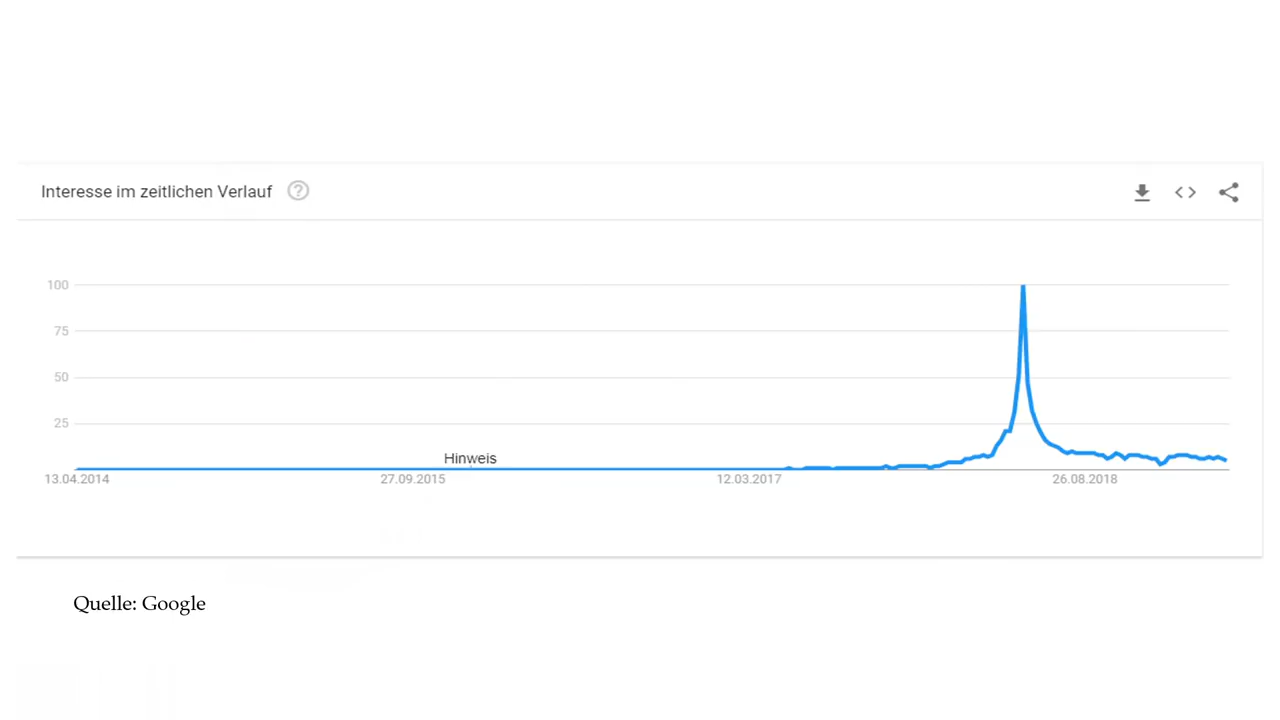 Interesse im zeitlichen Verlauf ?
100
75
50
25
Hinweis
13.04.2014 27.09.2015 12.03.2017 26.08.2018
Quelle: Google